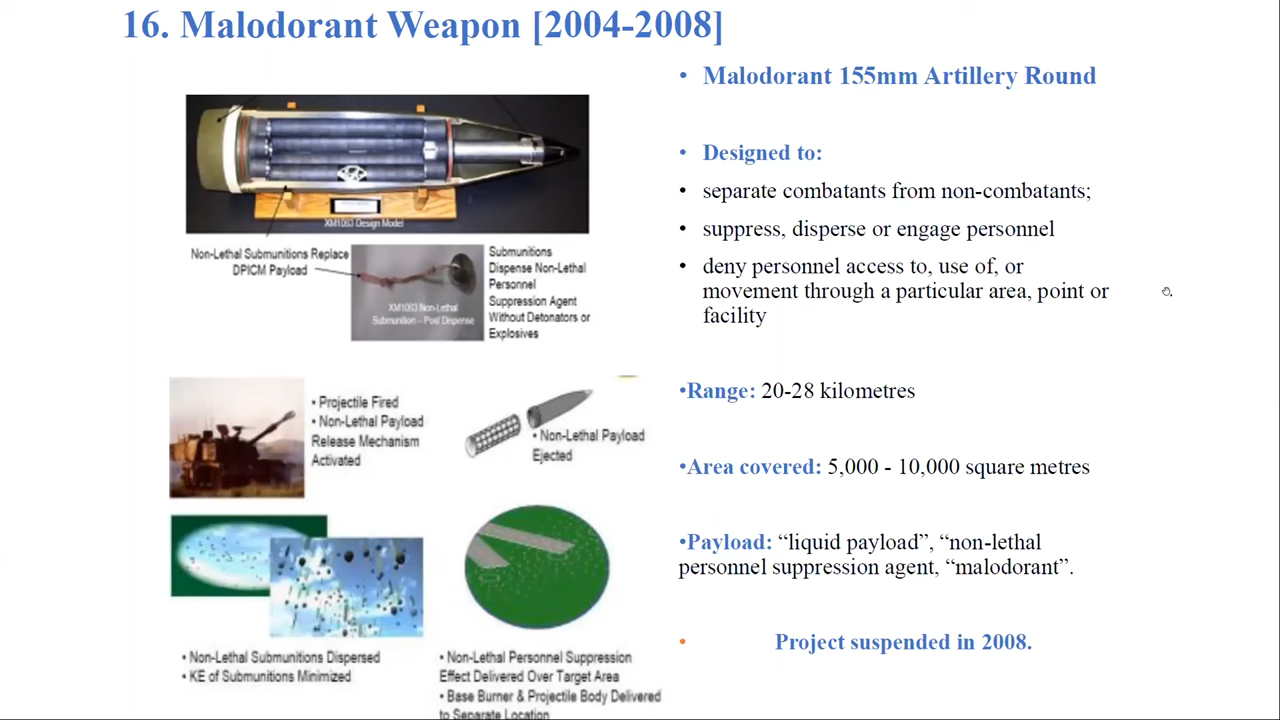 16. Malodorant Weapon [2004-2008]
XM1063 Design Model
Non-Lethal Submunitions Replace
DPICM Payload
XM1063 Non-Lethal
Submunition – Post Dispense
Submunitions
Dispense Non-Lethal
Personnel
Suppression Agent
Without Detonators or
Explosives
• Projectile Fired
• Non-Lethal Payload
Release Mechanism
Activated
• Non-Lethal Payload
Ejected
• Non-Lethal Submunitions Dispersed
• KE of Submunitions Minimized
• Non-Lethal Personnel Suppression
Effect Delivered Over Target Area
• Base Burner & Projectile Body Delivered
to Separate Location
• Malodorant 155mm Artillery Round
• Designed to:
• separate combatants from non-combatants;
• suppress, disperse or engage personnel
• deny personnel access to, use of, or
movement through a particular area, point or
facility
•Range: 20-28 kilometres
•Area covered: 5,000 - 10,000 square metres
•Payload: “liquid payload”, “non-lethal
personnel suppression agent, “malodorant”.
• Project suspended in 2008.